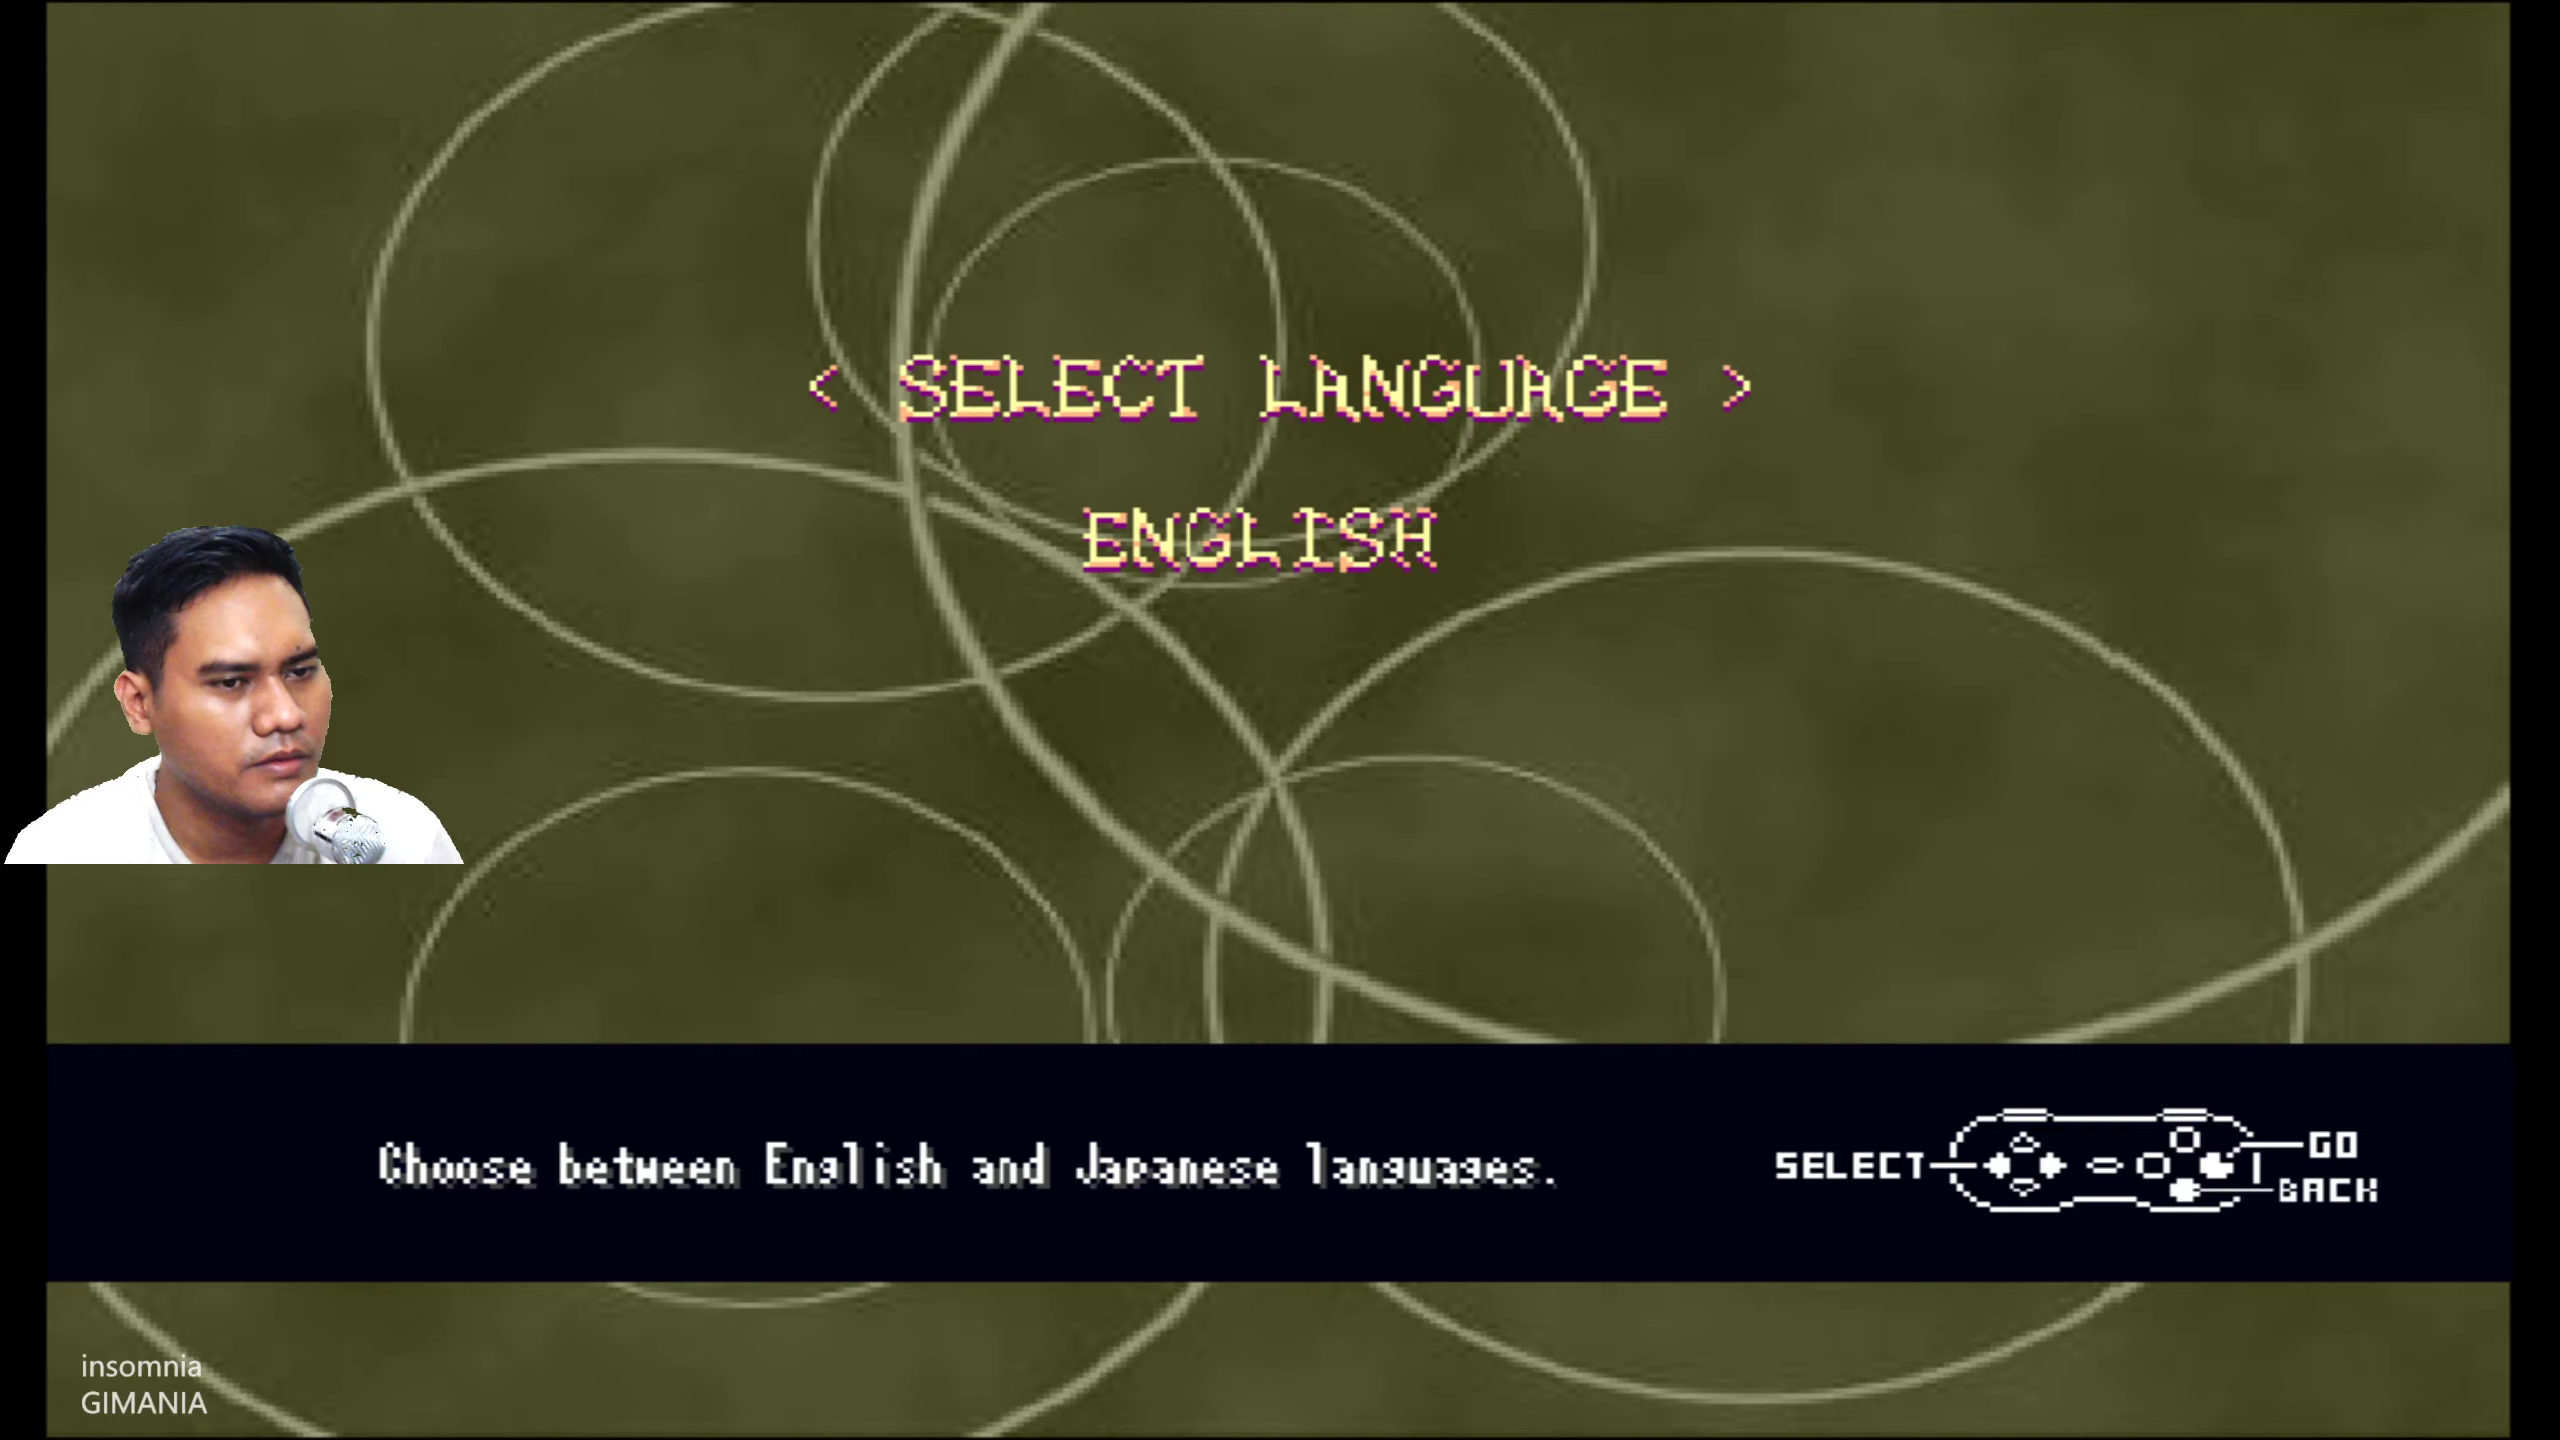 < SELECT LANGUAGE >
ENGLISH
Choose between English and Japanese languages.
SELECT
GO
BACK
insomnia
GIMANIA